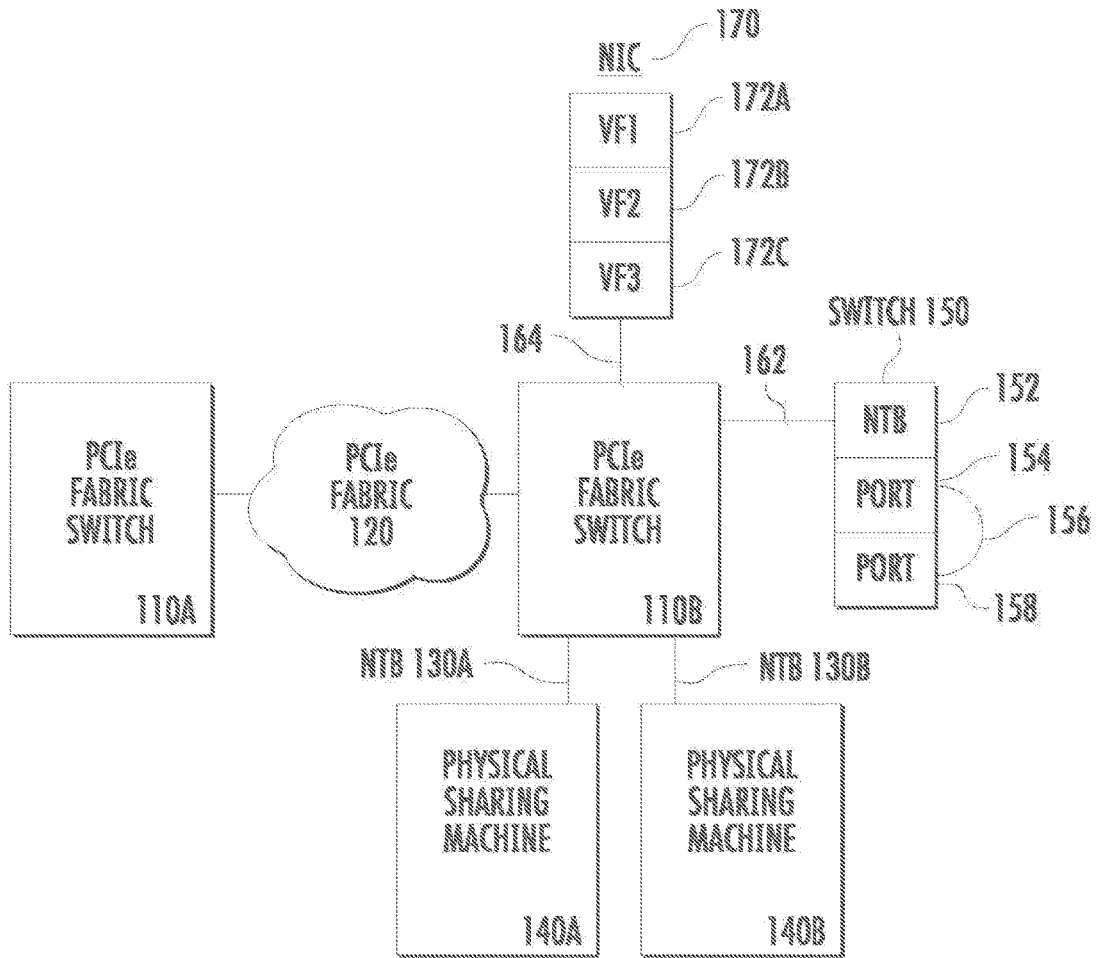 170
NIC
VF1
172A
VF2
172B
VF3
172C
SWITCH 150
164
162
NTB
152
PORT
154
156
PORT
158
PCIe
FABRIC
SWITCH
110A
PCIe
FABRIC
120
PCIe
FABRIC
SWITCH
110B
NTB 130A
NTB 130B
PHYSICAL
SHARING
MACHINE
140A
PHYSICAL
SHARING
MACHINE
140B